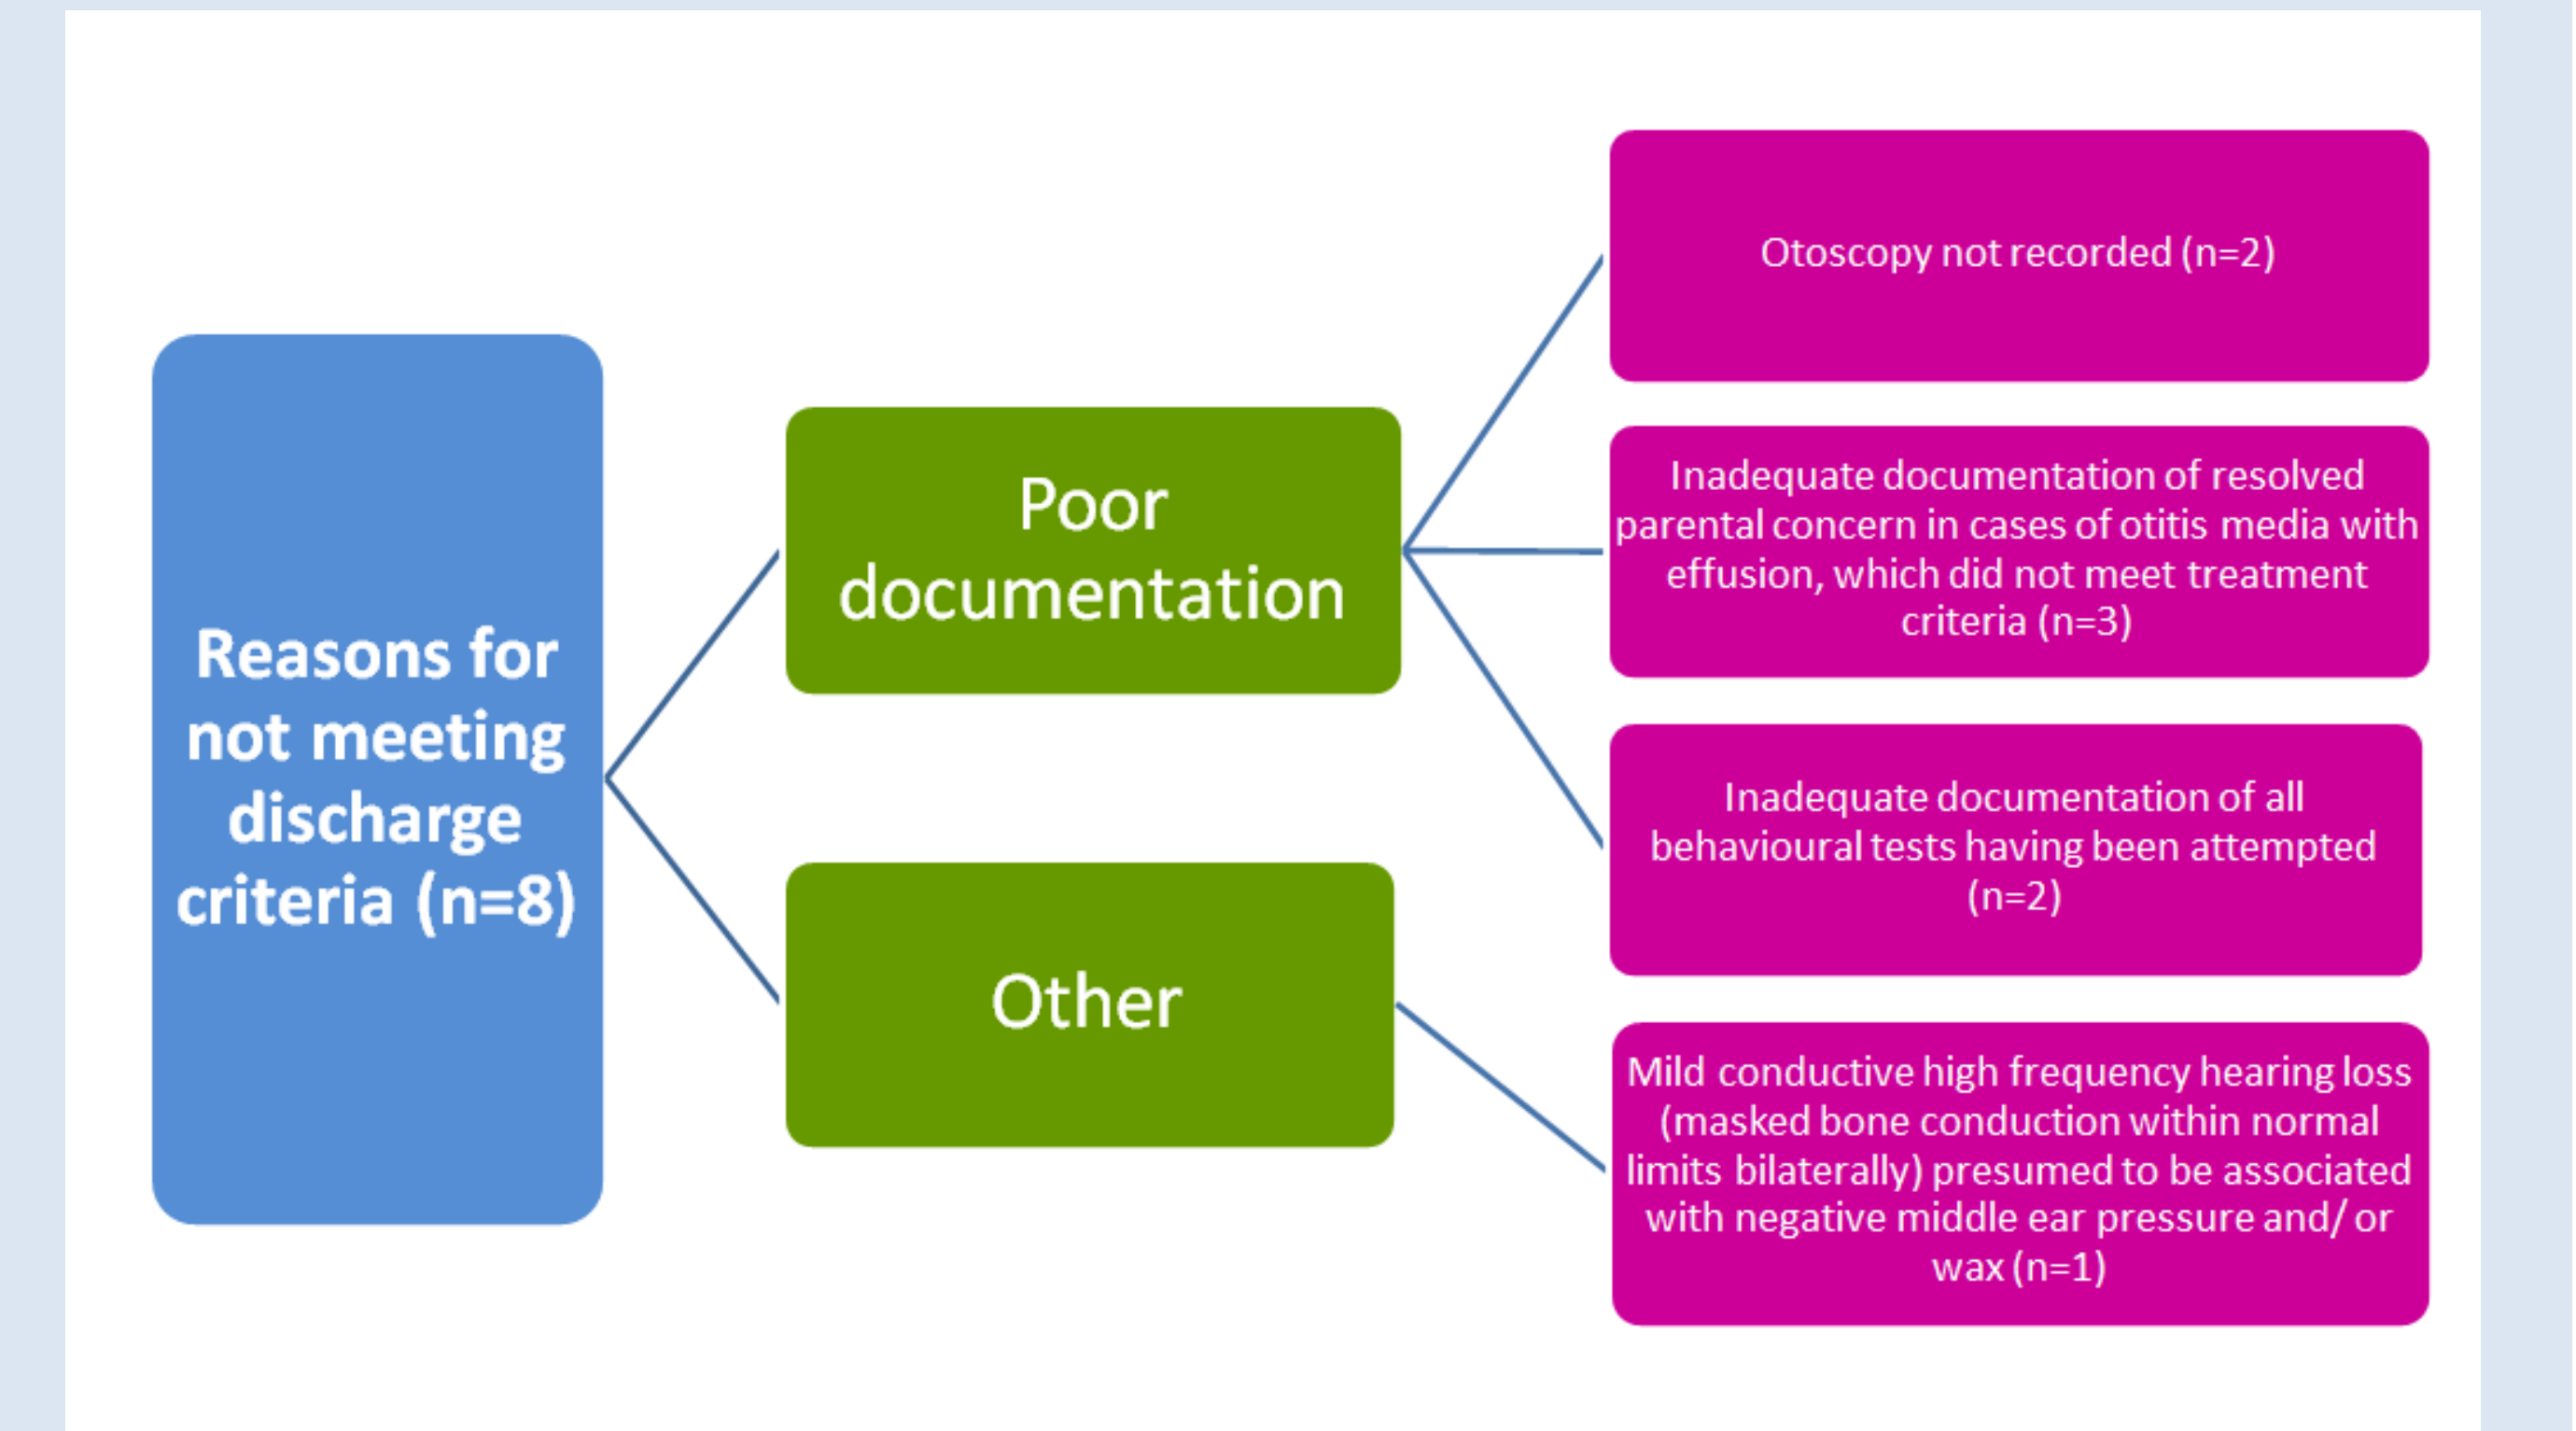 Reasons for
not meeting
discharge
criteria (n=8)
Poor
documentation
Other
Otoscopy not recorded (n=2)
Inadequate documentation of resolved
parental concern in cases of otitis media with
effusion, which did not meet treatment
criteria (n=3)
Inadequate documentation of all
behavioural tests having been attempted
(n=2)
Mild conductive high frequency hearing loss
(masked bone conduction within normal
limits bilaterally) presumed to be associated
with negative middle ear pressure and/ or
wax (n=1)